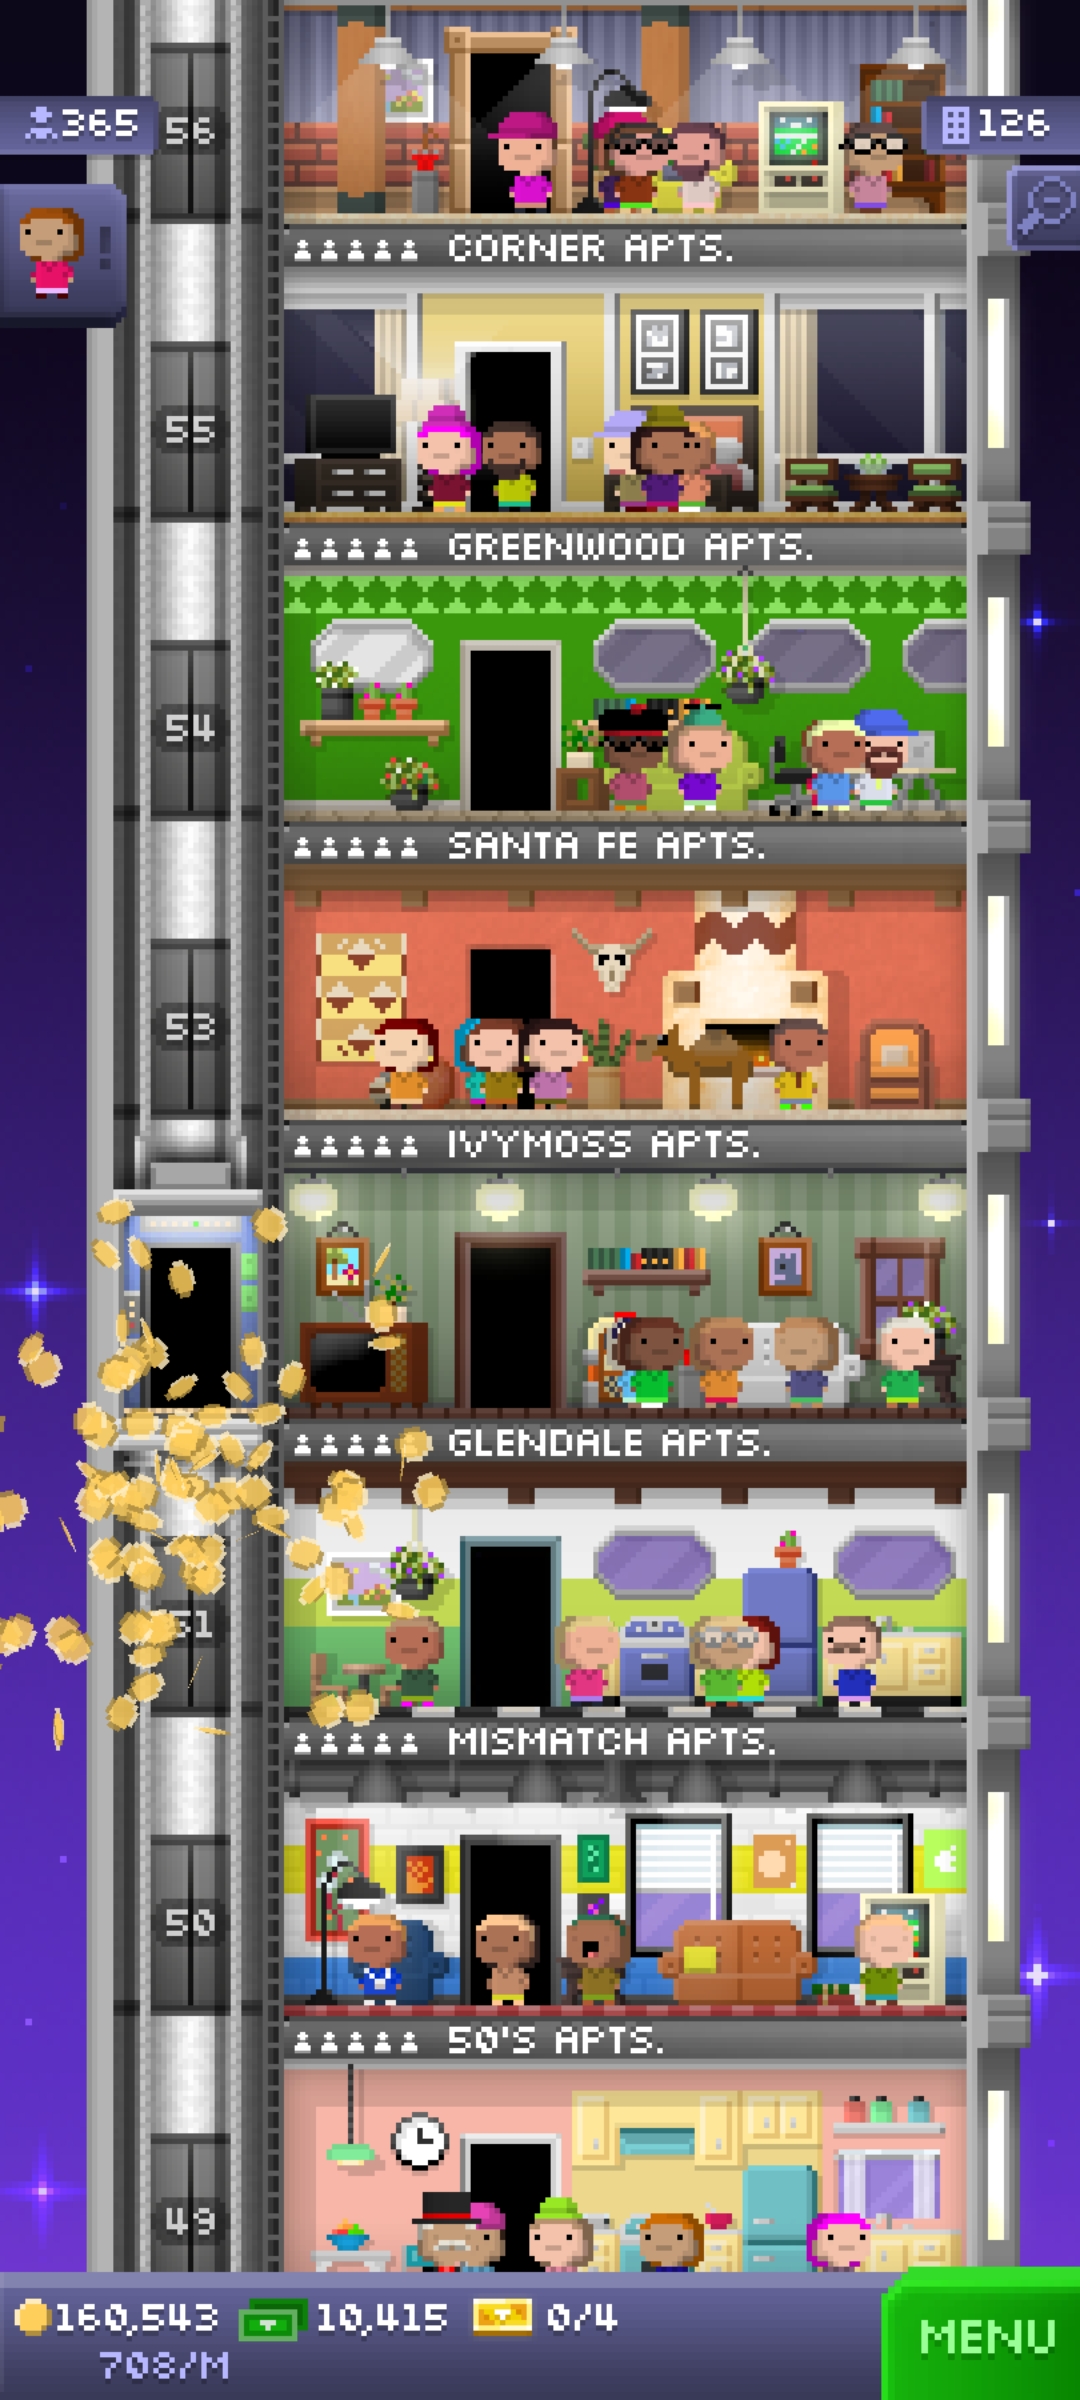 365
56
126
CORNER APTS.
55
GREENWOOD APTS.
54
SANTA FE APTS.
53
IVYMOSS APTS.
GLENDALE APTS.
51
MISMATCH APTS.
50
50'S APTS.
49
160,543 10,415 0/4
708/M
MENU